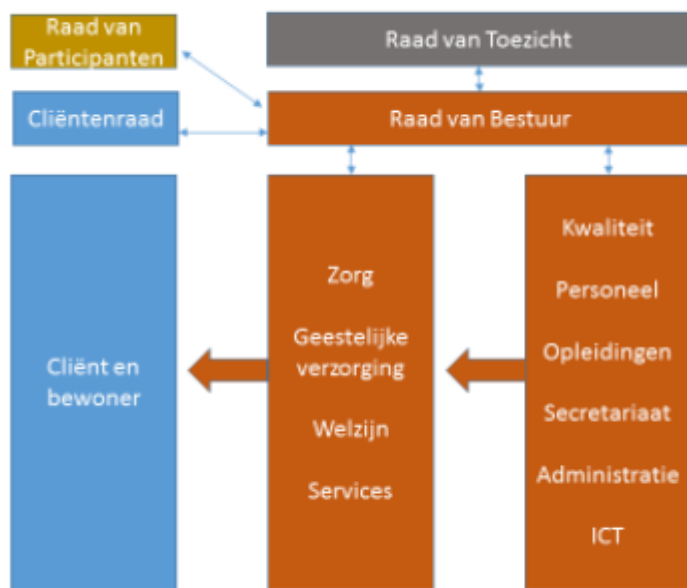 Raad van
Participanten
Raad van Toezicht
Cliëntenraad
Raad van Bestuur
Cliënt en
bewoner
Zorg
Geestelijke
verzorging
Welzijn
Services
Kwaliteit
Personeel
Opleidingen
Secretariaat
Administratie
ICT